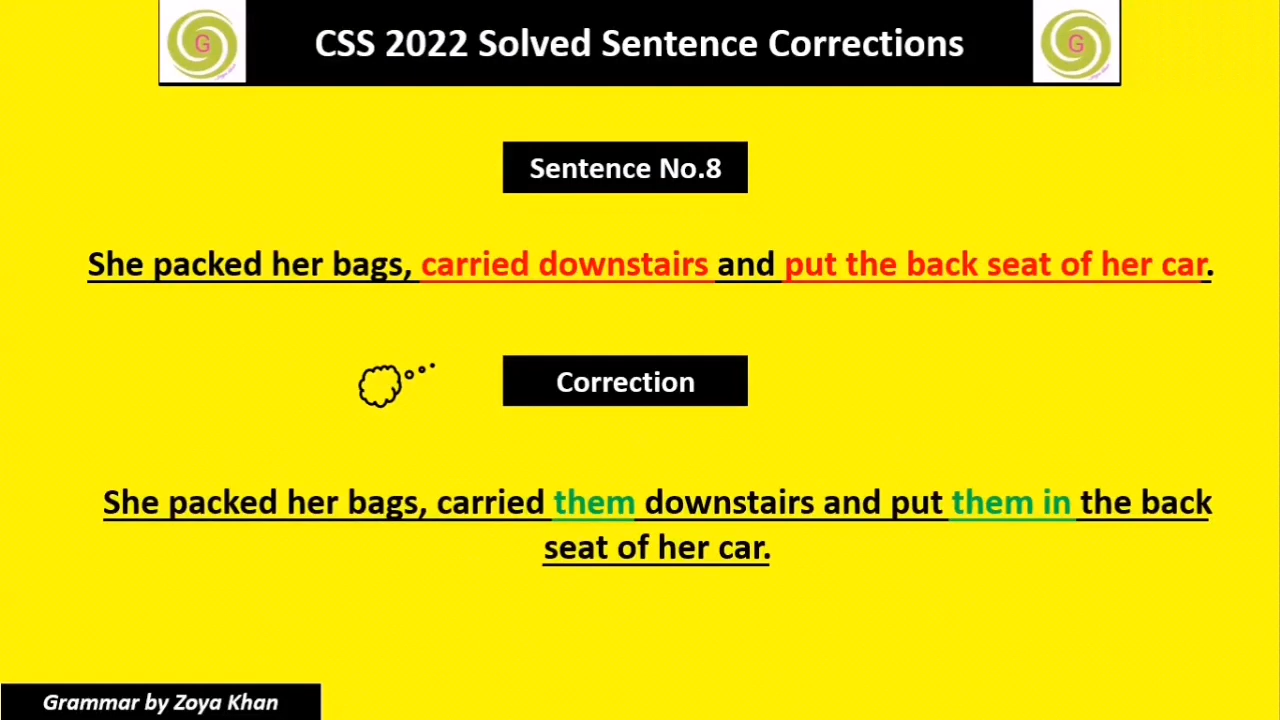 G
CSS 2022 Solved Sentence Corrections
G
Sentence No.8
She packed her bags, carried downstairs and put the back seat of her car.
Correction
She packed her bags, carried them downstairs and put them in the back
seat of her car.
Grammar by Zoya Khan